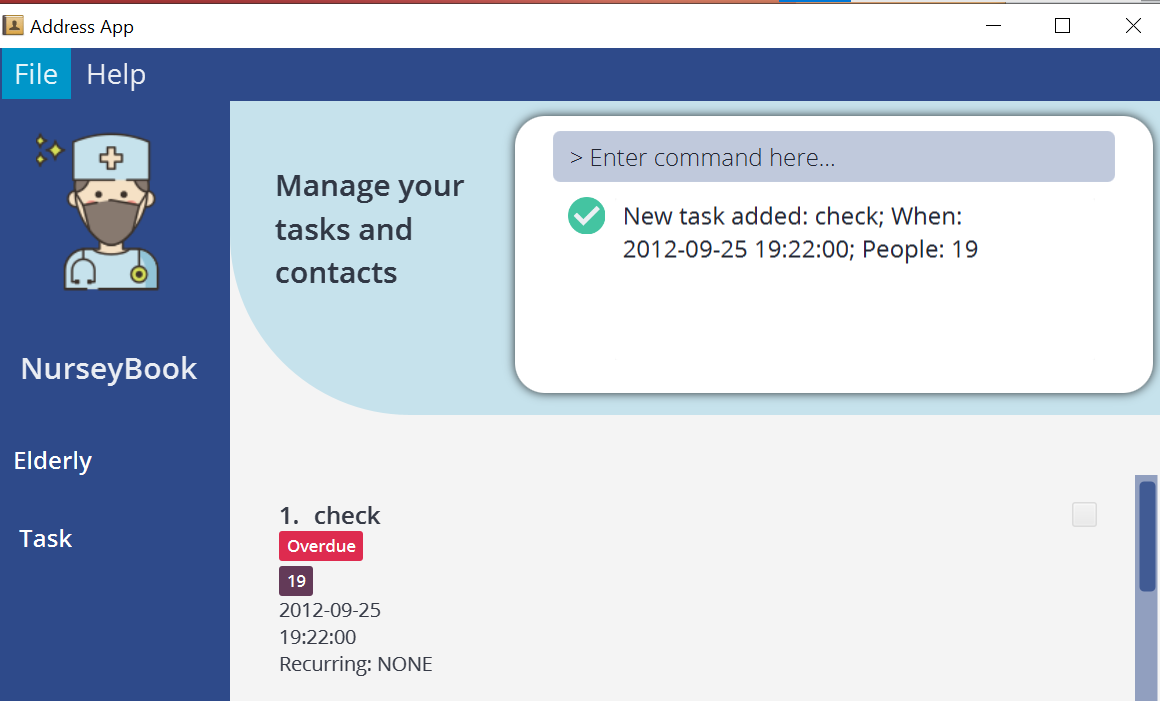 Address App
File Help
NurseyBook
Elderly
Task
Manage your
tasks and
contacts
> Enter command here...
New task added: check; When:
2012-09-25 19:22:00; People: 19
1. check
Overdue
19
2012-09-25
19:22:00
Recurring: NONE